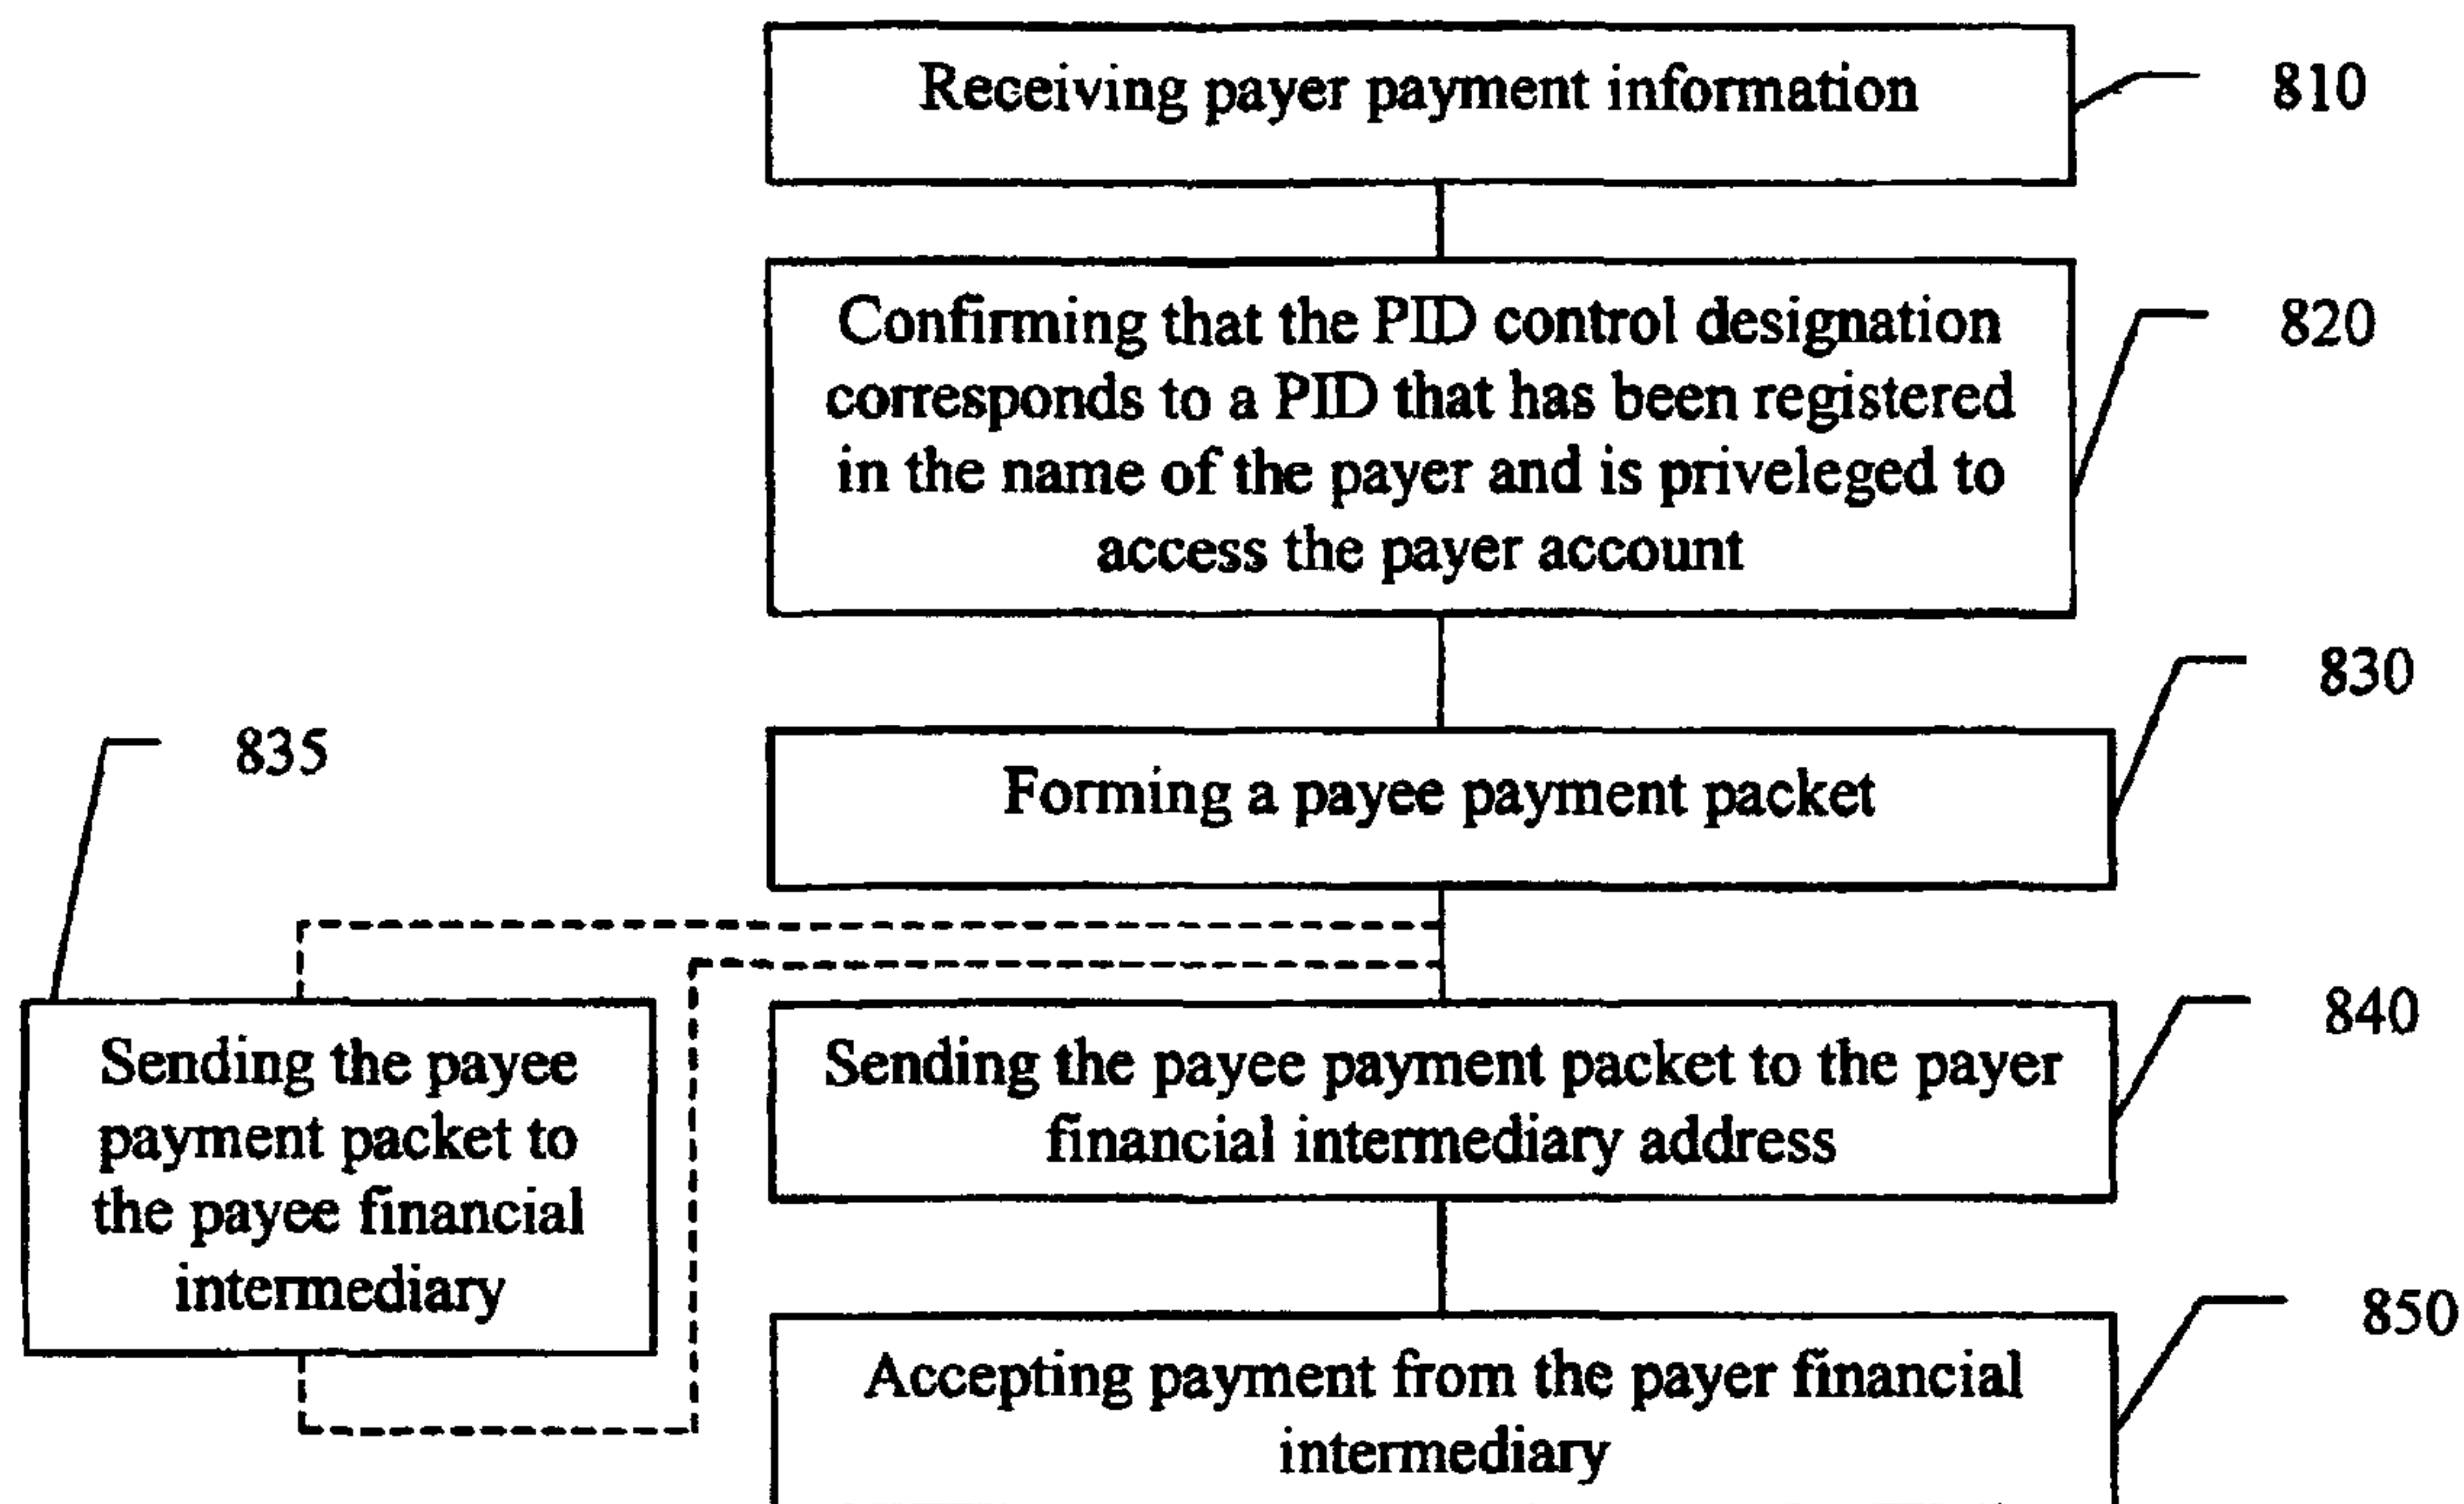 Receiving payer payment information
810
Confirming that the PID control designation
corresponds to a PID that has been registered
in the name of the payer and is priveleged to
access the payer account
820
Forming a payee payment packet
830
835
Sending the payee
payment packet to
the payee financial
intermediary
Sending the payee payment packet to the payer
financial intermediary address
840
Accepting payment from the payer financial
intermediary
850